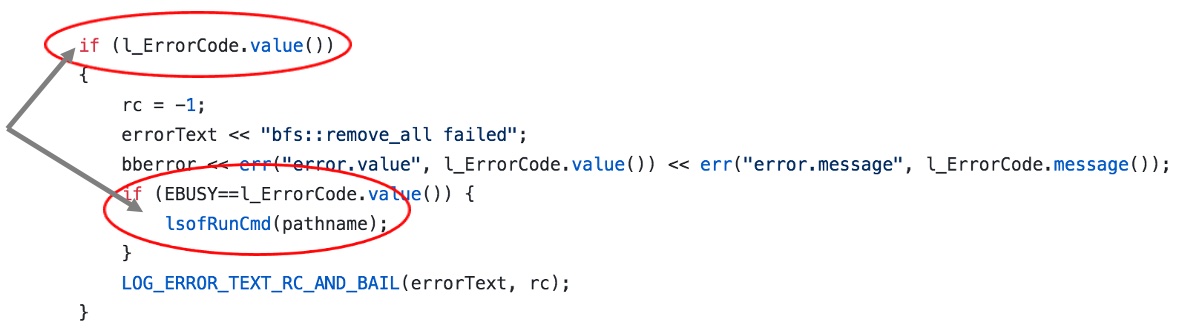 if (l_ErrorCode.value())
{
rc = -1;
errorText << "bfs::remove_all failed";
bberror << err("error.value", l_ErrorCode.value()) << err("error.message", l_ErrorCode.message());
if (EBUSY==l_ErrorCode.value()) {
lsofRunCmd(pathname);
}
LOG_ERROR_TEXT_RC_AND_BAIL(errorText, rc);
}